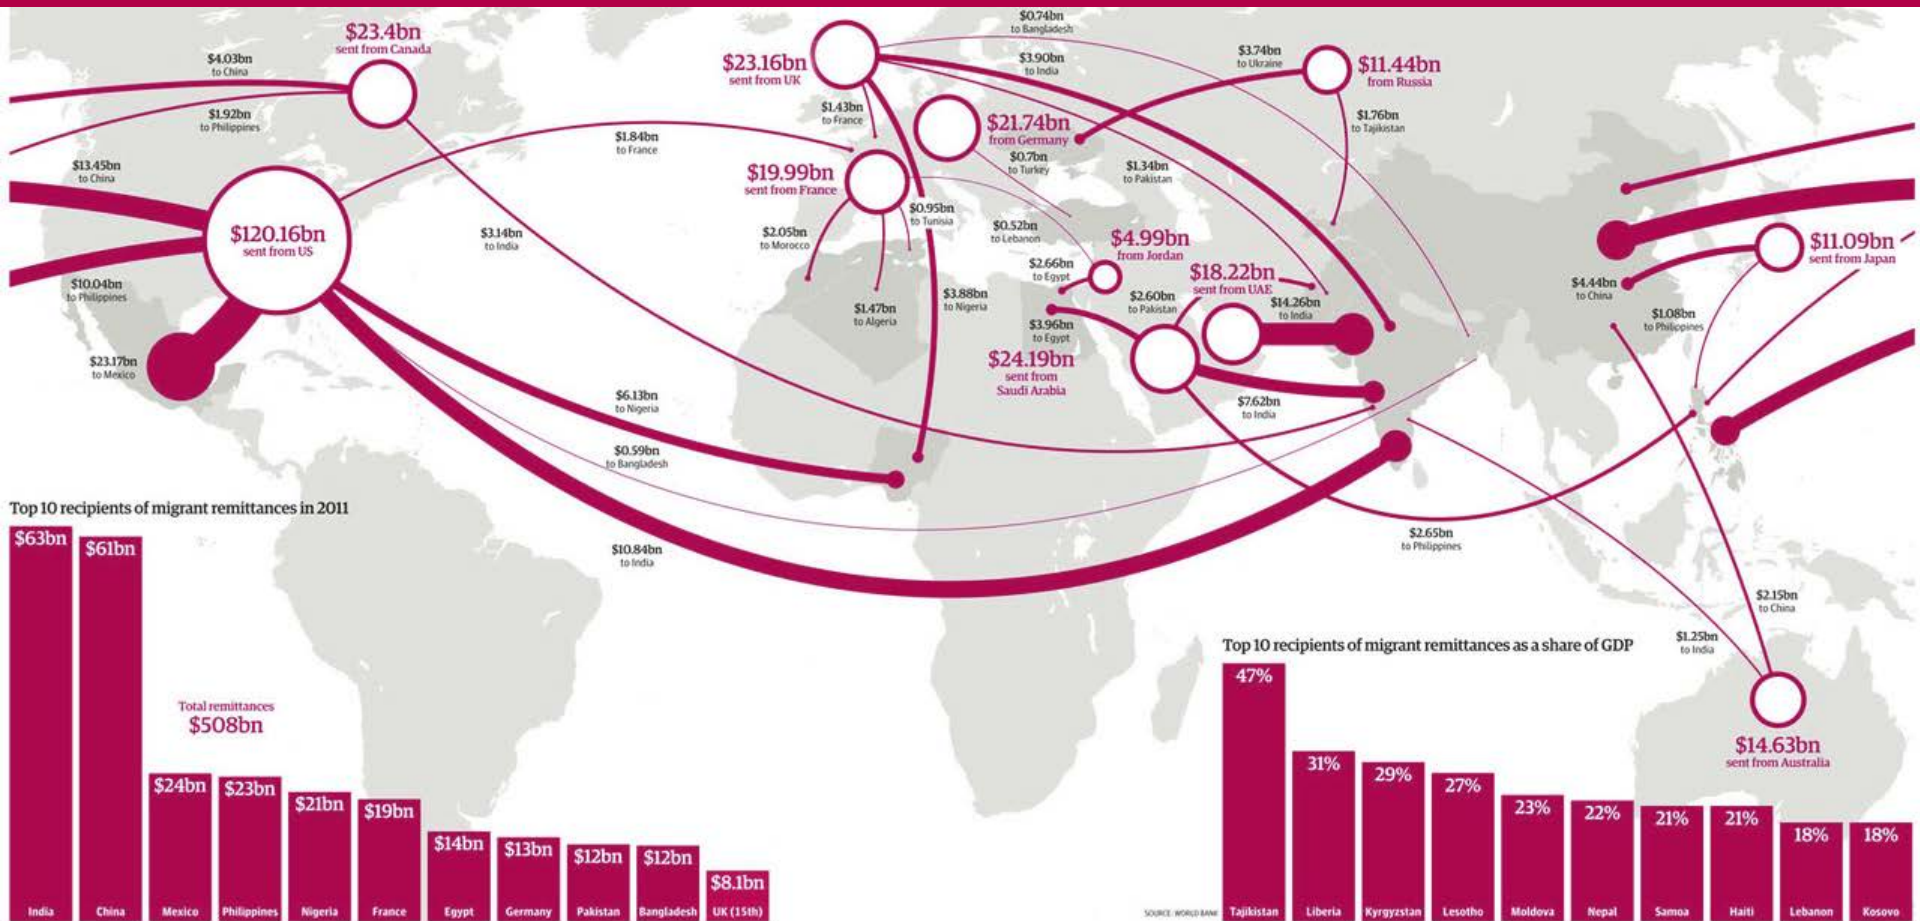 $23.4bn
sent from Canada
$4.03bn
to China
$1.92bn
to Philippines
$13.45bn
to China
$120.16bn
sent from US
$10.04bn
to Philippines
$23.17bn
to Mexico
$1.84bn
to France
$3.14bn
to India
$6.13bn
to Nigeria
$0.59bn
to Bangladesh
$10.84bn
to India
$23.16bn
sent from UK
$0.74bn
to Bangladesh
$3.90bn
to India
$1.43bn
to France
$1.34bn
to Pakistan
$3.88bn
to Nigeria
$21.74bn
from Germany
$0.7bn
to Turkey
$19.99bn
sent from France
$2.05bn
to Morocco
$1.47bn
to Algeria
$0.95bn
to Tunisia
$0.52bn
to Lebanon
$3.74bn
to Ukraine
$11.44bn
from Russia
$1.76bn
to Tajikistan
$4.99bn
from Jordan
$2.66bn
to Egypt
$18.22bn
sent from UAE
$14.26bn
to India
$2.60bn
to Pakistan
$3.96bn
to Egypt
$24.19bn
sent from
Saudi Arabia
$7.62bn
to India
$2.65bn
to Philippines
$11.09bn
sent from Japan
$4.44bn
to China
$1.08bn
to Philippines
$2.15bn
to China
$1.25bn
to India
$14.63bn
sent from Australia
Top 10 recipients of migrant remittances in 2011
$63bn
$61bn
$24bn
$23bn
$21bn
$19bn
$14bn
$13bn
$12bn
$12bn
$8.1bn
Total remittances
$508bn
India China Mexico Philippines Nigeria France Egypt Germany Pakistan Bangladesh UK (15th)
Top 10 recipients of migrant remittances as a share of GDP
47%
31%
29%
27%
23%
22%
21%
21%
18%
18%
SOURCE: WORLD BANK
Tajikistan Liberia Kyrgyzstan Lesotho Moldova Nepal Samoa Haiti Lebanon Kosovo